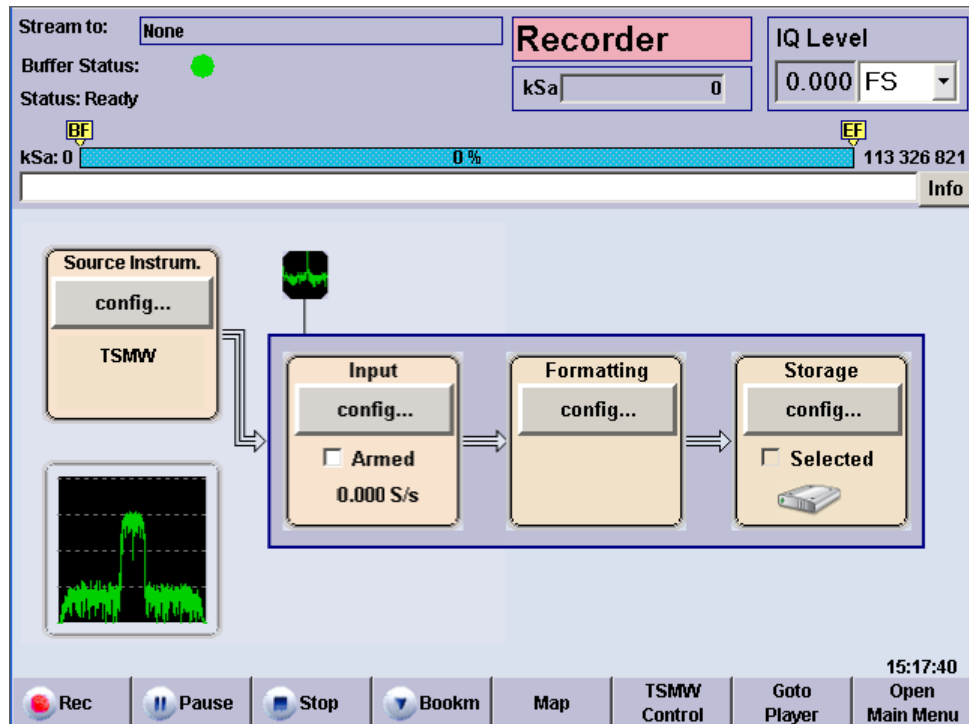 Stream to: None
Buffer Status:
Status: Ready
Recorder
kSa 0
IQ Level
0.000 FS
BF
EF
kSa: 0
0 %
113 326 821
Info
Source Instrum.
config...
TSMW
Input
config...
Armed
0.000 S/s
Formatting
config...
Storage
config...
Selected
15:17:40
Rec
Pause
Stop
Bookm
Map
TSMW
Control
Goto
Player
Open
Main Menu